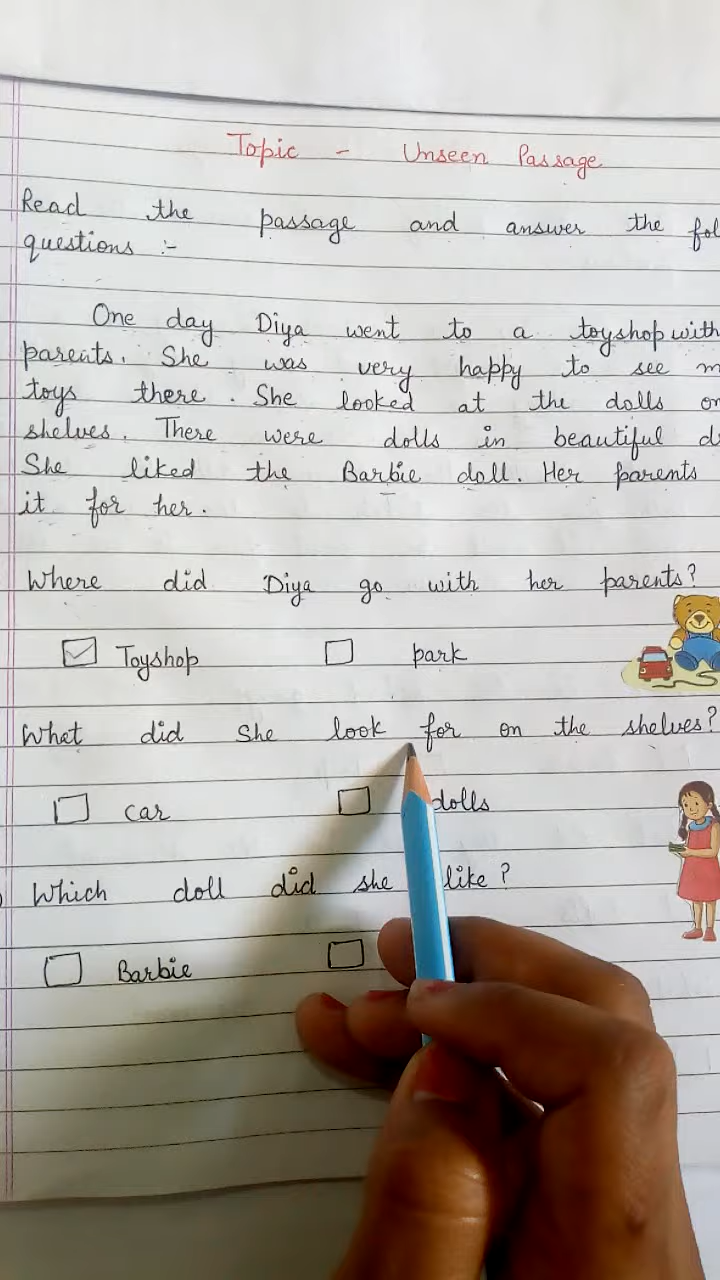 Topic - Unseen Passage
Read the passage and answer the
questions :-
One day Diya went to a toyshop with
parents. She was very happy to see
toys there. She looked at the dolls on
shelves. There were dolls in beautiful
She liked the Barbie doll. Her parents
it for her.
Where did Diya go with her parents?
Toyshop park
What did she look for on the shelves?
car dolls
Which doll did she like?
Barbie